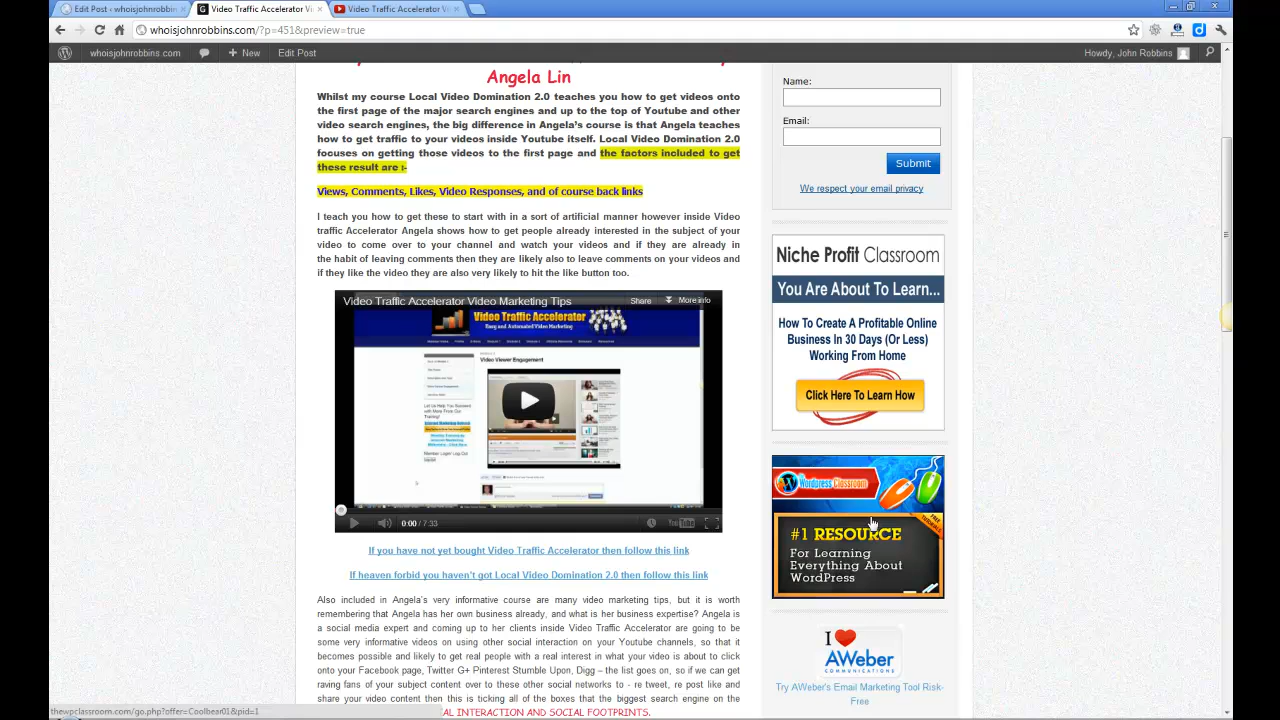 Edit Post ‹ whoisjohnrobbins
Video Traffic Accelerator Vi
Video Traffic Accelerator Vi
whoisjohnrobbins.com/?p=451&preview=true
whoisjohnrobbins.com
+ New
Edit Post
Howdy, John Robbins
Angela Lin
Whilst my course Local Video Domination 2.0 teaches you how to get videos onto
the first page of the major search engines and up to the top of Youtube and other
video search engines, the big difference in Angela's course is that Angela teaches
how to get traffic to your videos inside Youtube itself. Local Video Domination 2.0
focuses on getting those videos to the first page and the factors included to get
these result are :-
Views, Comments, Likes, Video Responses, and of course back links
I teach you how to get these to start with in a sort of artificial manner however inside Video
traffic Accelerator Angela shows how to get people already interested in the subject of your
video to come over to your channel and watch your videos and if they are already in
the habit of leaving comments then they are likely also to leave comments on your videos and
if they like the video they are also very likely to hit the like button too.
Video Traffic Accelerator Video Marketing Tips
Share
More info
Video Traffic Accelerator
Easy and Automated Video Marketing
Video Viewer Engagement
0:00 / 7:33
YouTube
If you have not yet bought Video Traffic Accelerator then follow this link
If heaven forbid you haven't got Local Video Domination 2.0 then follow this link
Also included in Angela's very informative course are many video marketing tips, but it is worth
remembering that Angela has her own business already, and what is her business expertise? Angela is
a social media expert and coming up to her clients inside Video Traffic Accelerator are going to be
some very informative videos on using other social interaction on your Youtube channels, so that it
becomes possible and likely to get real people with a real interest in what your video is about to click
onto your Facebook page, Twitter G+ Pinterest Stumble Upon, Digg – the list goes on, so if we can get
raving fans of your subject content over to these other social networks to - re tweet, re post like and
share your video content then this is ticking all of the boxes that the biggest search engine on the
AL INTERACTION AND SOCIAL FOOTPRINTS.
Name:
Email:
Submit
We respect your email privacy
Niche Profit Classroom
You Are About To Learn...
How To Create A Profitable Online
Business In 30 Days (Or Less)
Working From Home
Click Here To Learn How
Wordpress Classroom
FREE TUTORIALS
#1 RESOURCE
For Learning
Everything About
WordPress
I
AWeber
COMMUNICATIONS
Try AWeber's Email Marketing Tool Risk-
Free
thewpclassroom.com/go.php?offer=Coolbear01&pid=1